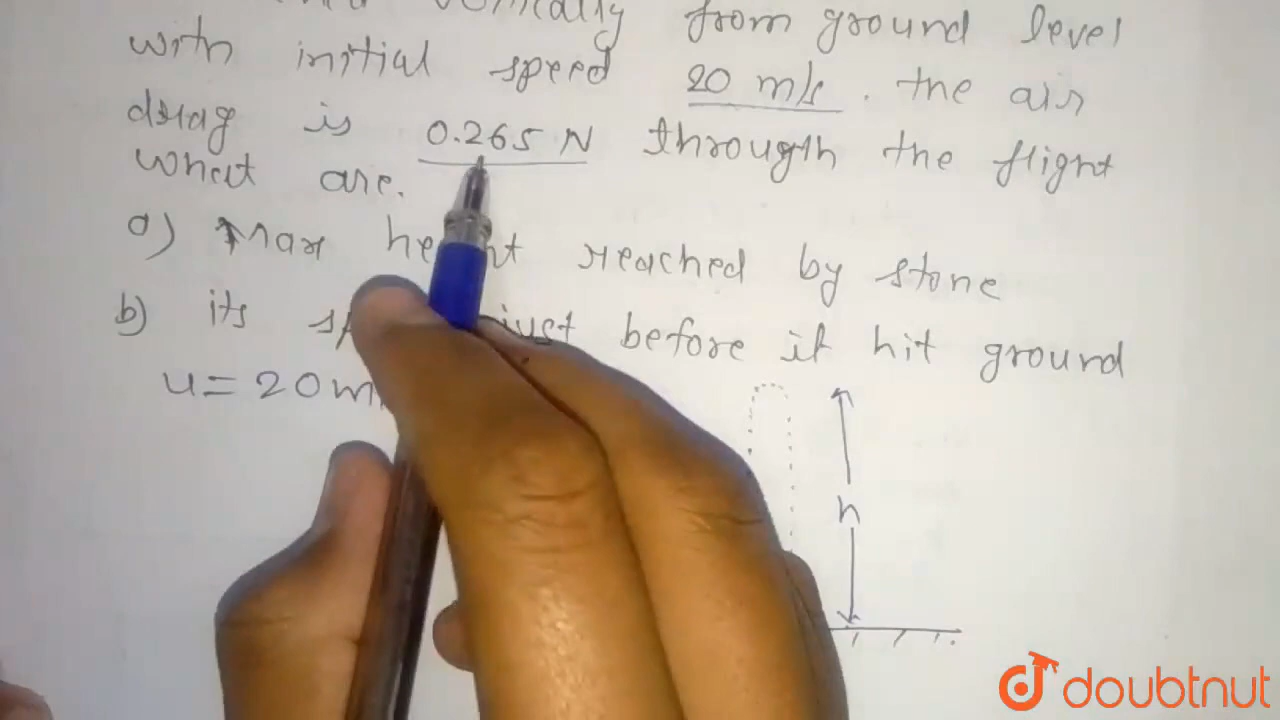 from ground level
with initial speed 20 m/s . the air
drag is 0.265 N through the flight
what are.
a) Max reached by stone
b) its just before it hit ground
u = 20 m
h
doubtnut